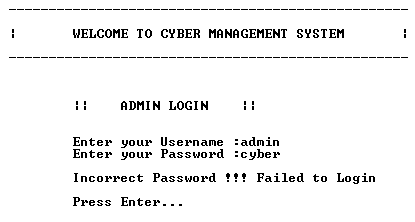 WELCOME TO CYBER MANAGEMENT SYSTEM
¦¦ ADMIN LOGIN ¦¦
Enter your Username :admin
Enter your Password :cyber
Incorrect Password !!! Failed to Login
Press Enter...